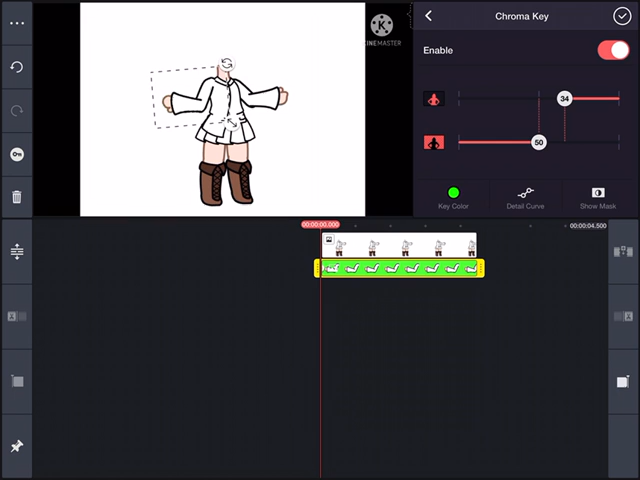 K
KINEMASTER
Chroma Key
Enable
34
50
Key Color
Detail Curve
Show Mask
00:00:00.000
00:00:04.500